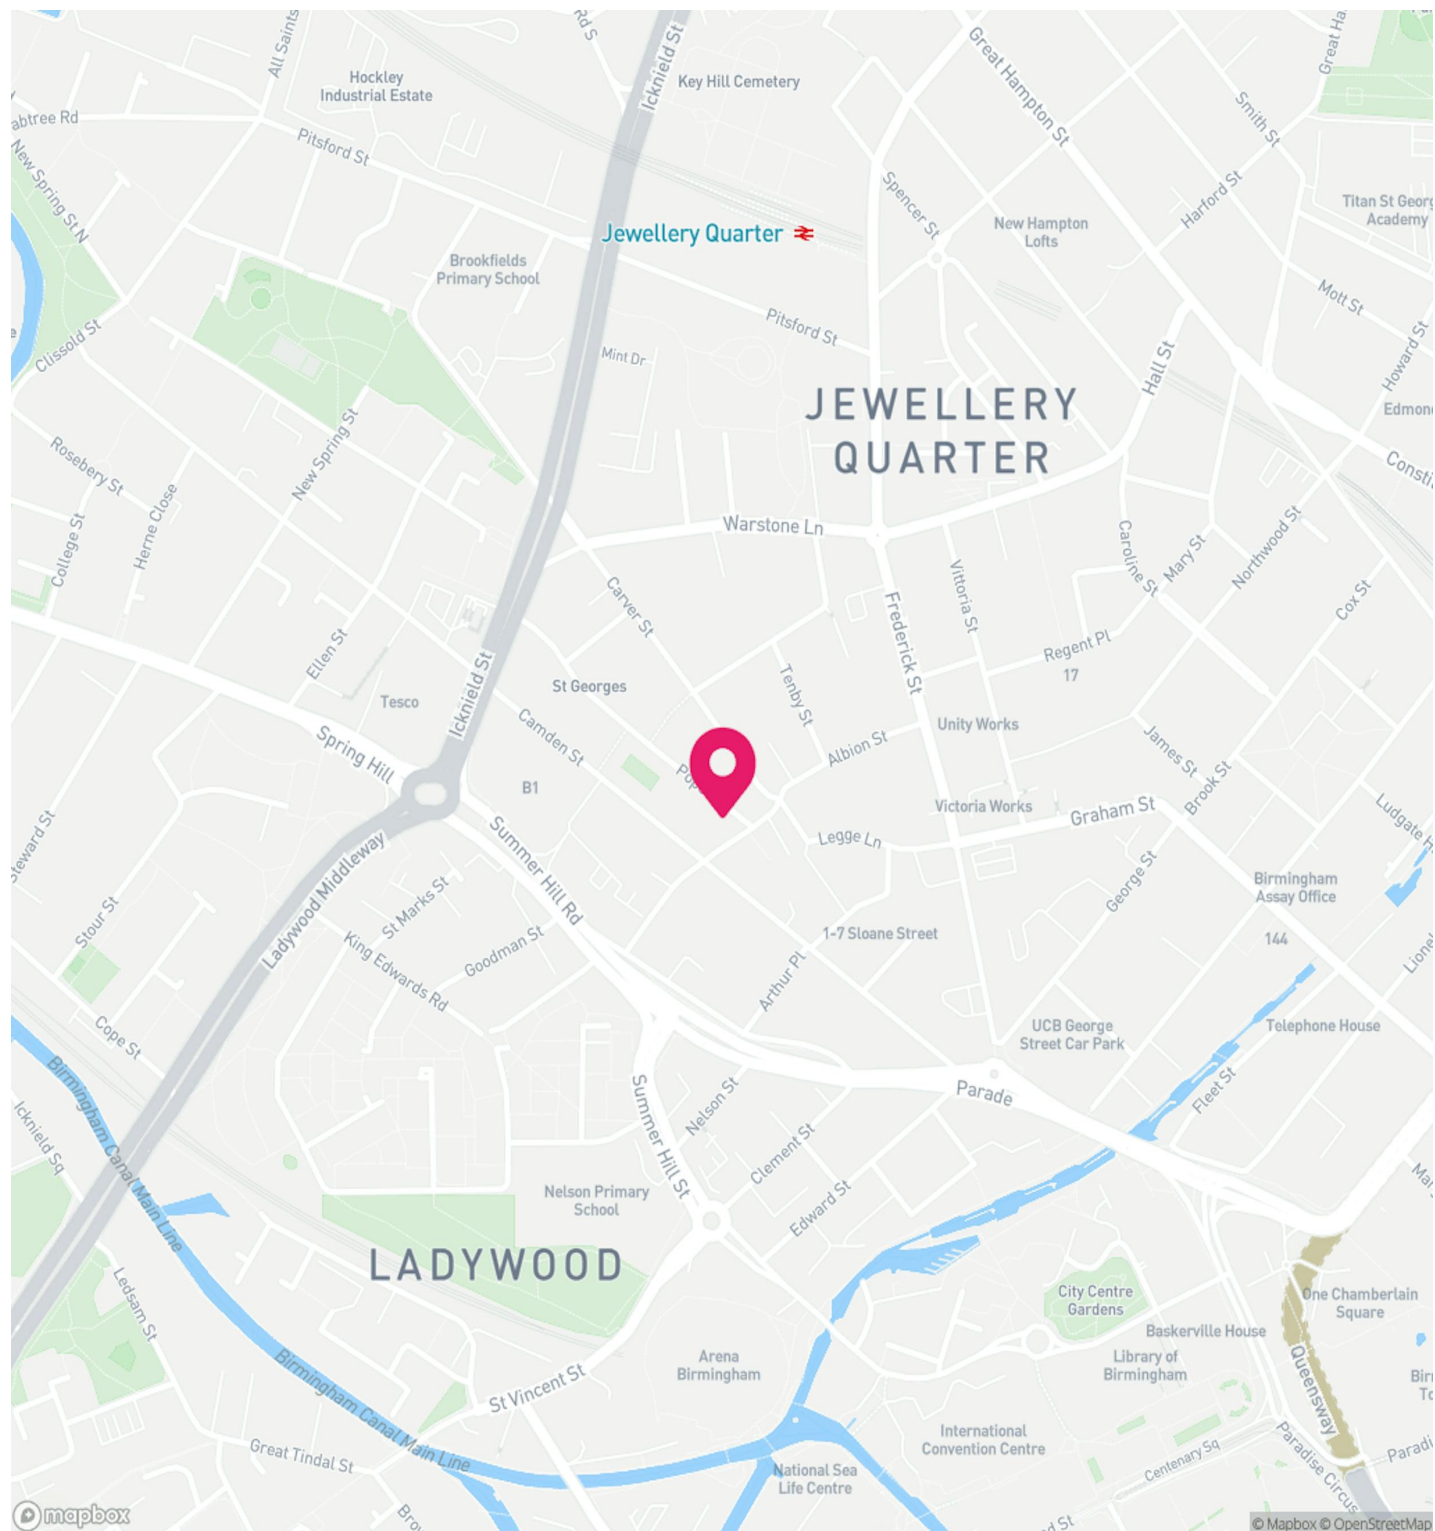 All Saints
Rd S
Icknield St
Hockley
Industrial Estate
Key Hill Cemetery
Great Hampton St
Great Ha
Smith St
abtree Rd
Pitsford St
New Spring St N
Spencer St
Harford St
Titan St Georg
Academy
New Hampton
Lofts
Jewellery Quarter
Brookfields
Primary School
Mott St
Clissold St
Pitsford St
Mint Dr
Howard St
Hall St
JEWELLERY
QUARTER
Edmon
New Spring St
Rosebery St
Consti
Herne Close
College St
Warstone Ln
Northwood St
Caroline St
Mary St
Vittoria St
Carver St
Frederick St
Cox St
Ellen St
Regent Pl
17
St Georges
Icknield St
Tesco
Tenby St
Camden St
Spring Hill
Albion St
Unity Works
James St
Pop
B1
Brook St
Victoria Works
Graham St
Ludgate H
Steward St
Summer Hill Rd
Legge Ln
Ladywood Middleway
George St
Birmingham
Assay Office
St Marks St
Stour St
1-7 Sloane Street
144
King Edwards Rd
Goodman St
Lionel
Arthur Pl
Cope St
UCB George
Street Car Park
Telephone House
Birmingham Canal Main Line
Fleet St
Parade
Summer Hill St
Nelson St
Icknield Sq
Clement St
Nelson Primary
School
Edward St
Mar
LADYWOOD
Ledsam St
City Centre
Gardens
One Chamberlain
Square
Baskerville House
Arena
Birmingham
Library of
Birmingham
Queensway
Birr
To
Birmingham Canal Main Line
St Vincent St
International
Convention Centre
Great Tindal St
Centenary Sq
Paradise Circus
Paradi
National Sea
Life Centre
Brow
mapbox
© Mapbox © OpenStreetMap